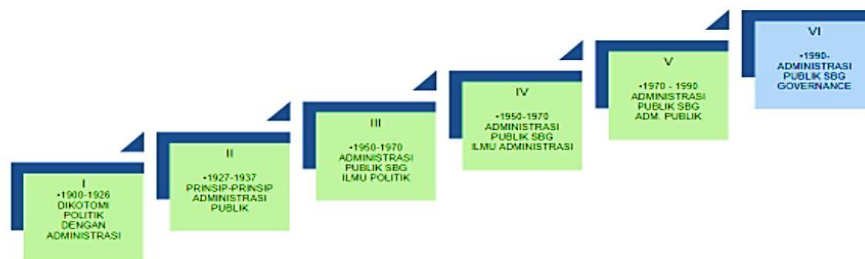 I
•1900-1926
DIKOTOMI
POLITIK
DENGAN
ADMINISTRASI
II
•1927-1937
PRINSIP-PRINSIP
ADMINISTRASI
PUBLIK
III
•1950-1970
ADMINISTRASI
PUBLIK SBG
ILMU POLITIK
IV
•1950-1970
ADMINISTRASI
PUBLIK SBG
ILMU ADMINISTRASI
V
•1970 - 1990
ADMINISTRASI
PUBLIK SBG
ADM. PUBLIK
VI
•1990-
ADMINISTRASI
PUBLIK SBG
GOVERNANCE